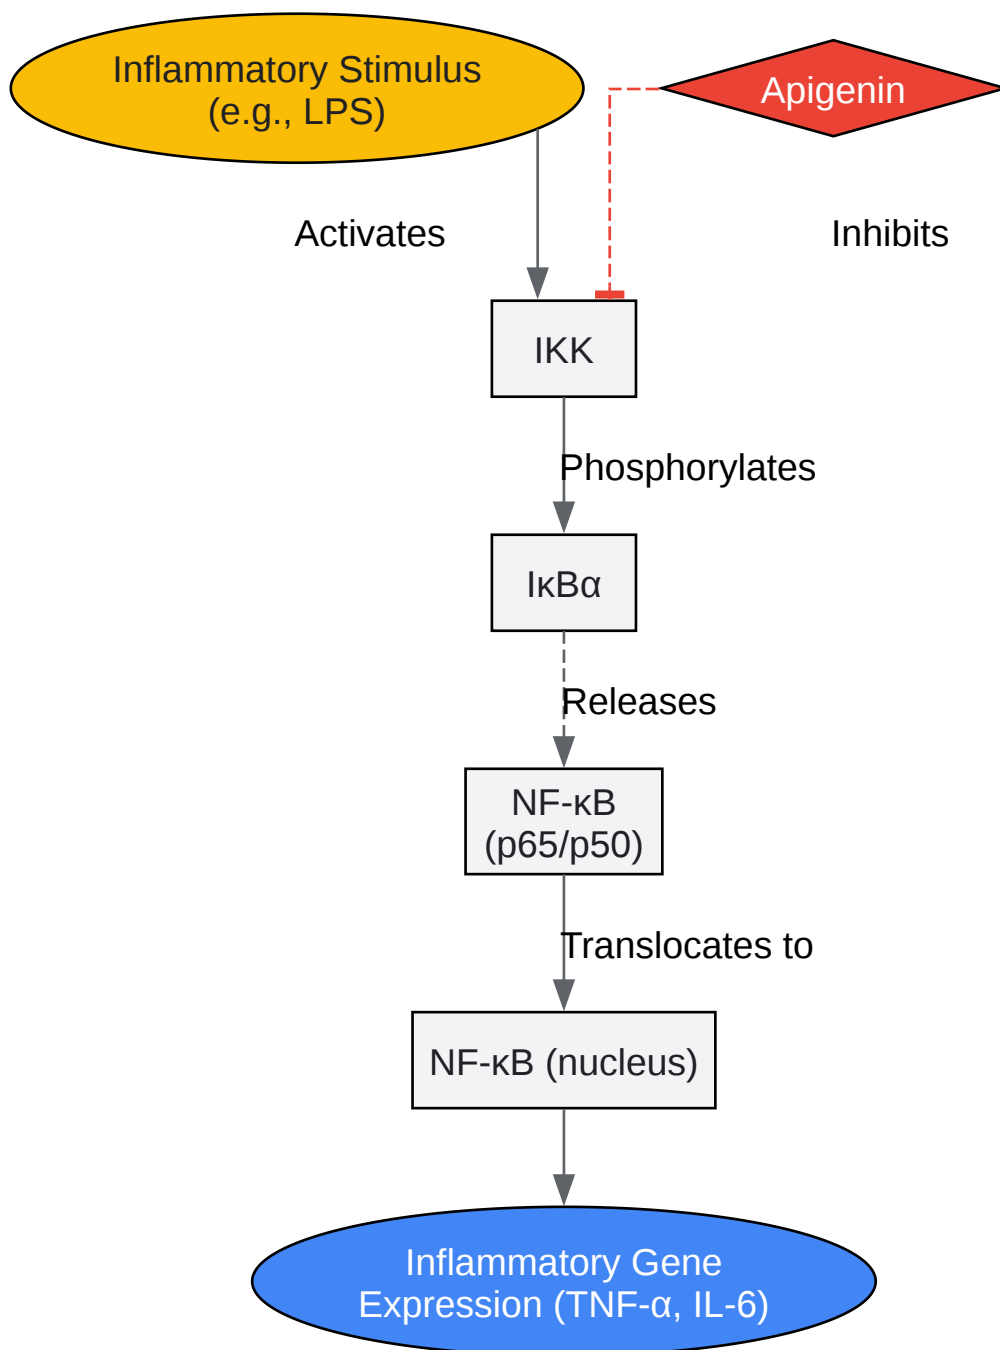 Inflammatory Stimulus
(e.g., LPS)
Apigenin
Activates
Inhibits
IKK
Phosphorylates
IκBα
Releases
NF-κB
(p65/p50)
Translocates to
NF-κB (nucleus)
Inflammatory Gene
Expression (TNF-α, IL-6)